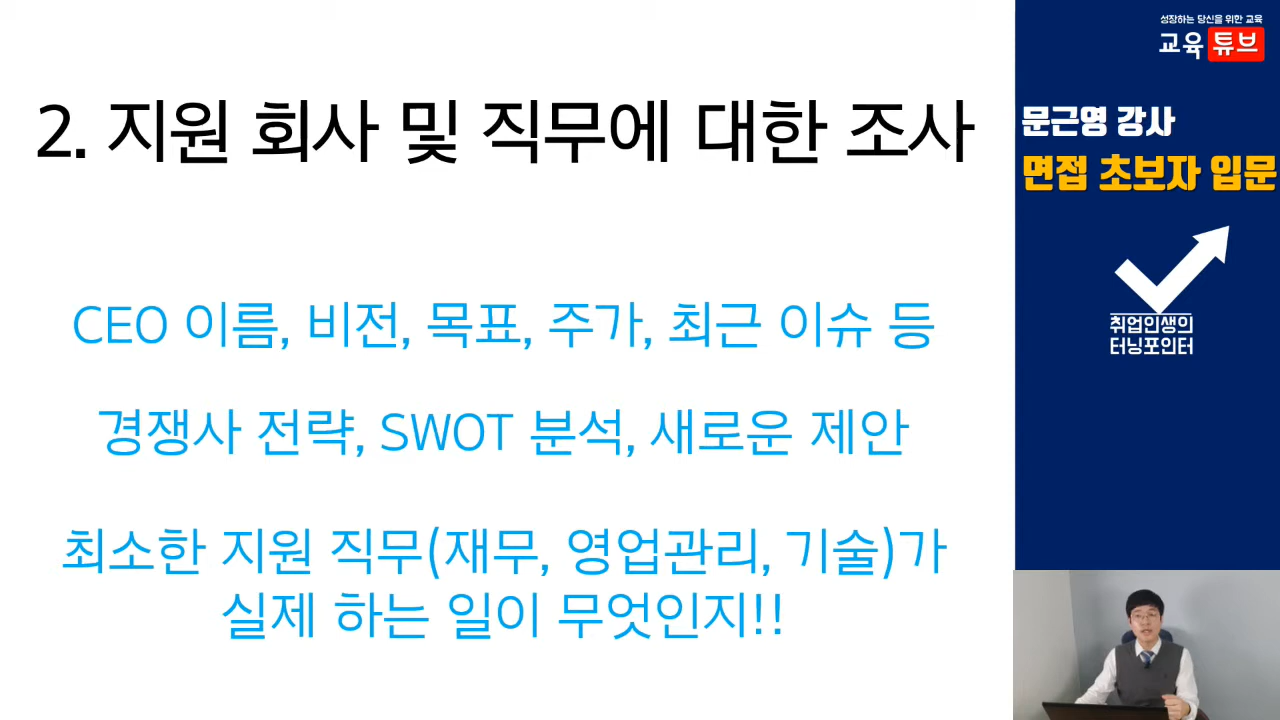 2. 지원 회사 및 직무에 대한 조사
CEO 이름, 비전, 목표, 주가, 최근 이슈 등
경쟁사 전략, SWOT 분석, 새로운 제안
최소한 지원 직무(재무, 영업관리, 기술)가
실제 하는 일이 무엇인지!!
성장하는 당신을 위한 교육
교육 튜브
문근영 강사
면접 초보자 입문
취업인생의
터닝포인터